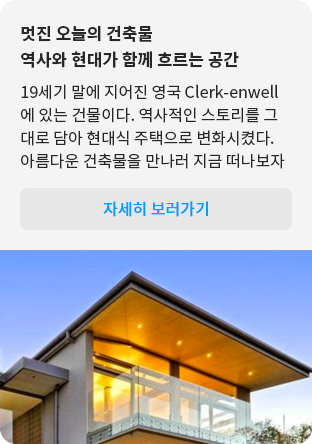 멋진 오늘의 건축물
역사와 현대가 함께 흐르는 공간
19세기 말에 지어진 영국 Clerk-enwell
에 있는 건물이다. 역사적인 스토리를 그
대로 담아 현대식 주택으로 변화시켰다.
아름다운 건축물을 만나러 지금 떠나보자
자세히 보러가기